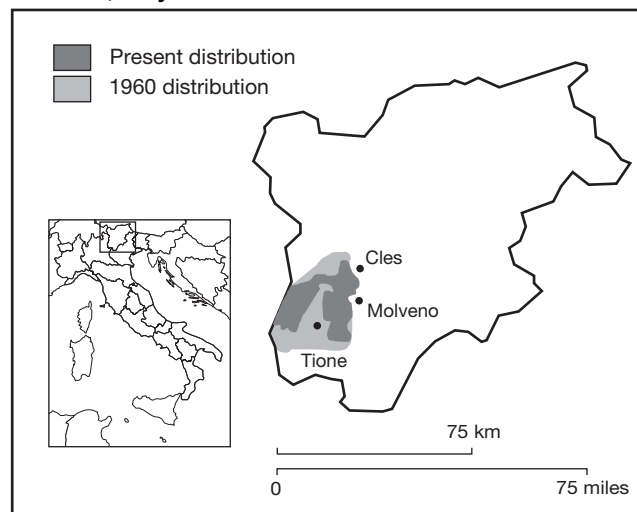 Present distribution
1960 distribution
Cles
Molveno
Tione
75 km
0
75 miles